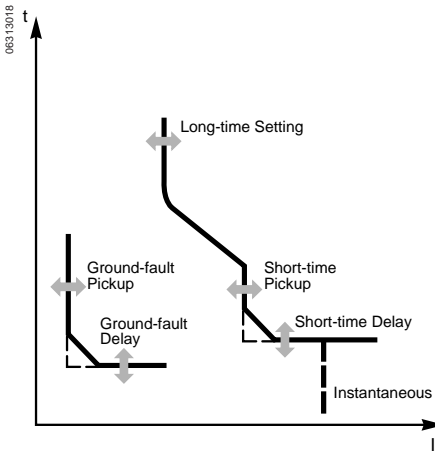 06313018
t
Long-time Setting
Ground-fault
Pickup
Short-time
Pickup
Ground-fault
Delay
Short-time Delay
Instantaneous
I